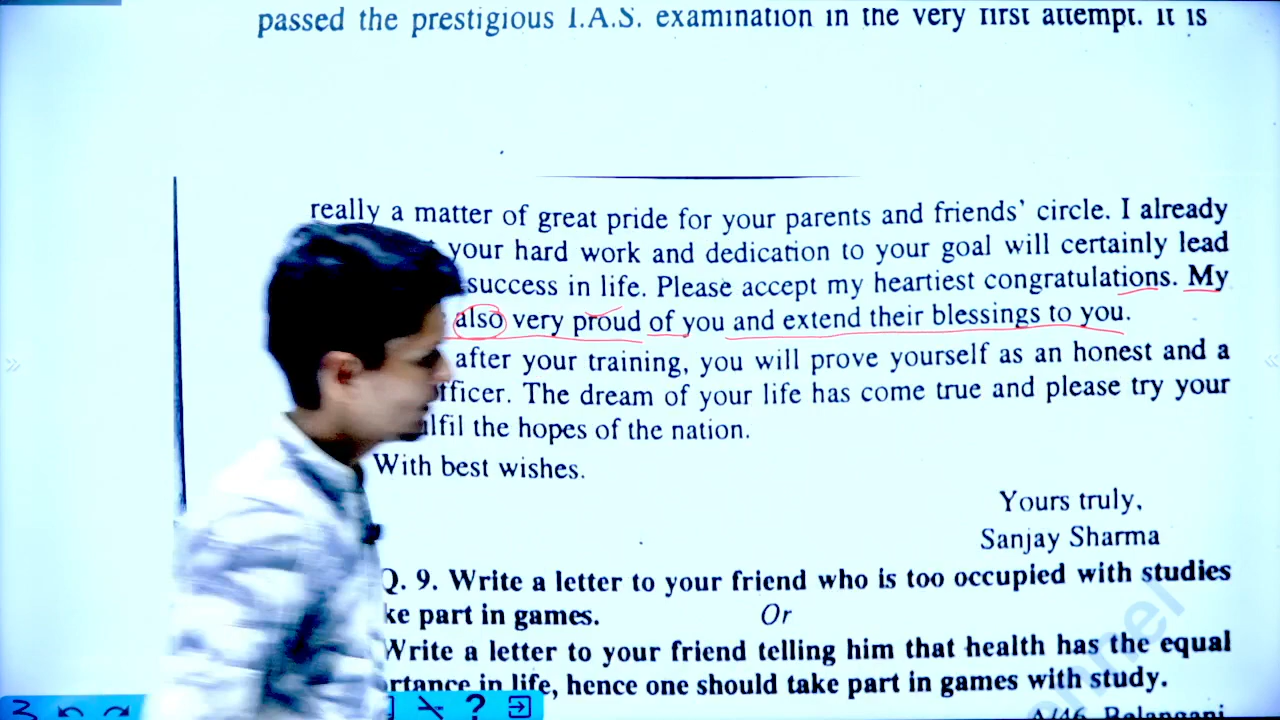 passed the prestigious I.A.S. examination in the very first attempt. It is
really a matter of great pride for your parents and friends' circle. I already
your hard work and dedication to your goal will certainly lead
success in life. Please accept my heartiest congratulations. My
also very proud of you and extend their blessings to you.
after your training, you will prove yourself as an honest and a
fficer. The dream of your life has come true and please try your
lfil the hopes of the nation.
With best wishes.
Yours truly,
Sanjay Sharma
Q. 9. Write a letter to your friend who is too occupied with studies
ke part in games. Or
Write a letter to your friend telling him that health has the equal
rtance in life, hence one should take part in games with study.
A/46, Belanganj